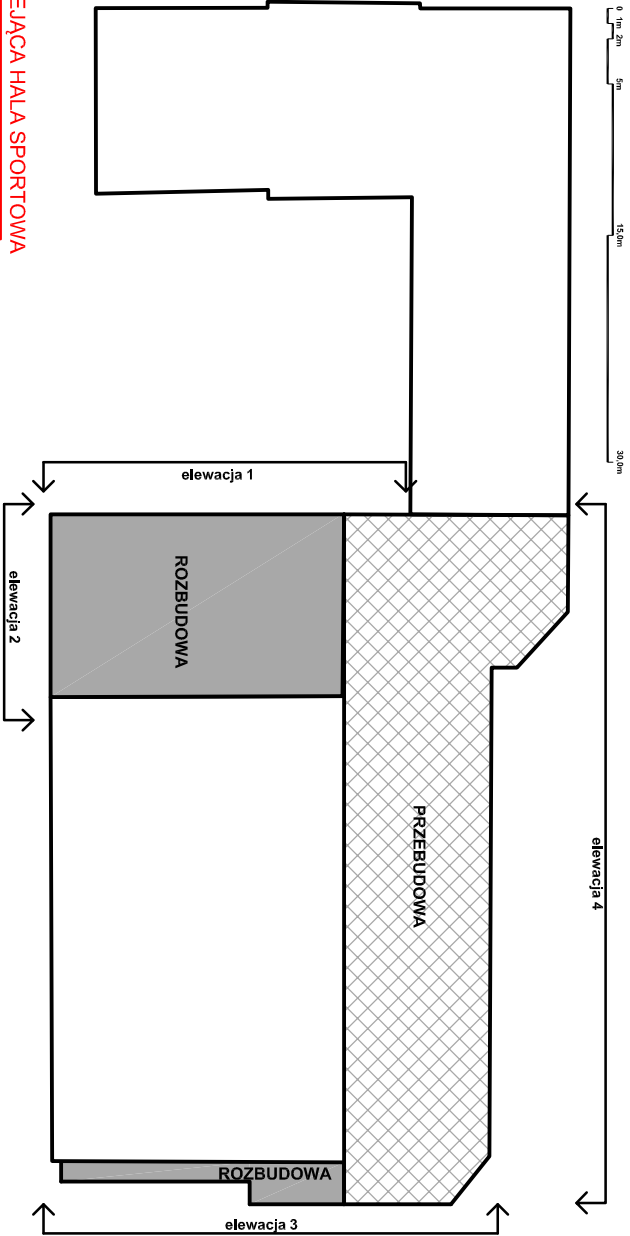 0 1m 2m 5m 15,0m 30,0m
EJĄCA HALA SPORTOWA
elewacja 1
elewacja 2
ROZBUDOWA
PRZEBUDOWA
elewacja 4
ROZBUDOWA
elewacja 3